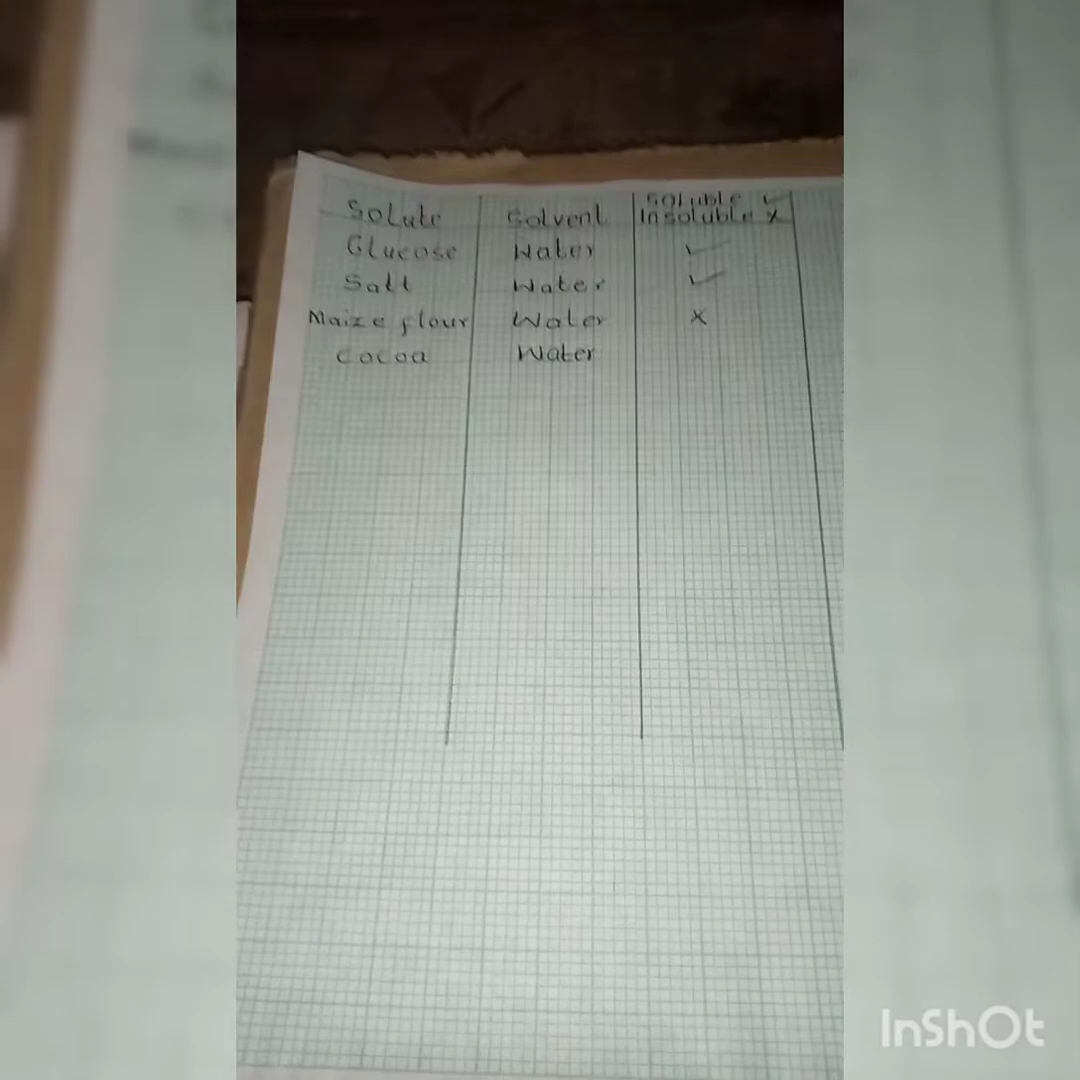 Solute Solvent Soluble ✓
Insoluble x
Glucose Water ✓
Salt Water ✓
Maize flour Water x
Cocoa Water
InShOt